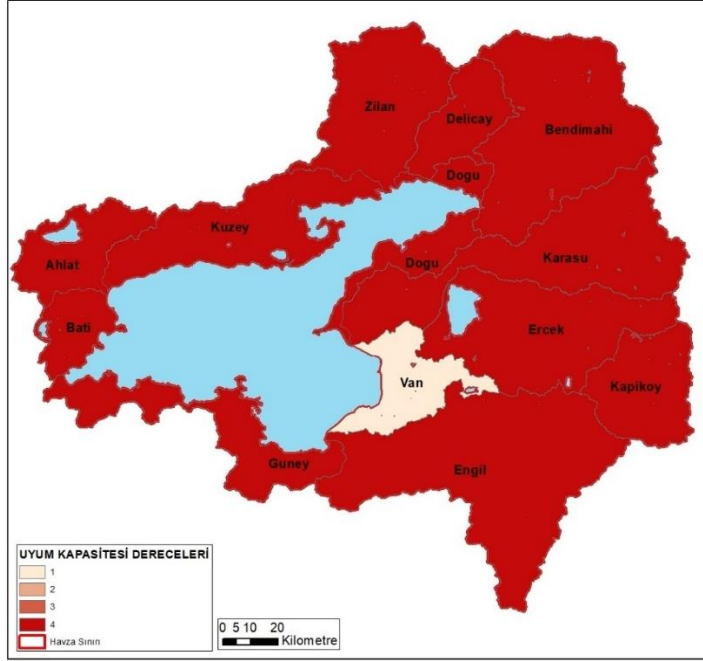 Zilan
Delicay
Bendimahi
Dogu
Kuzey
Ahlat
Dogu
Karasu
Bati
Ercek
Van
Kapikoy
Guney
Engil
UYUM KAPASİTESİ DERECELERİ
1
2
3
4
Havza Sınırı
0 5 10 20
Kilometre